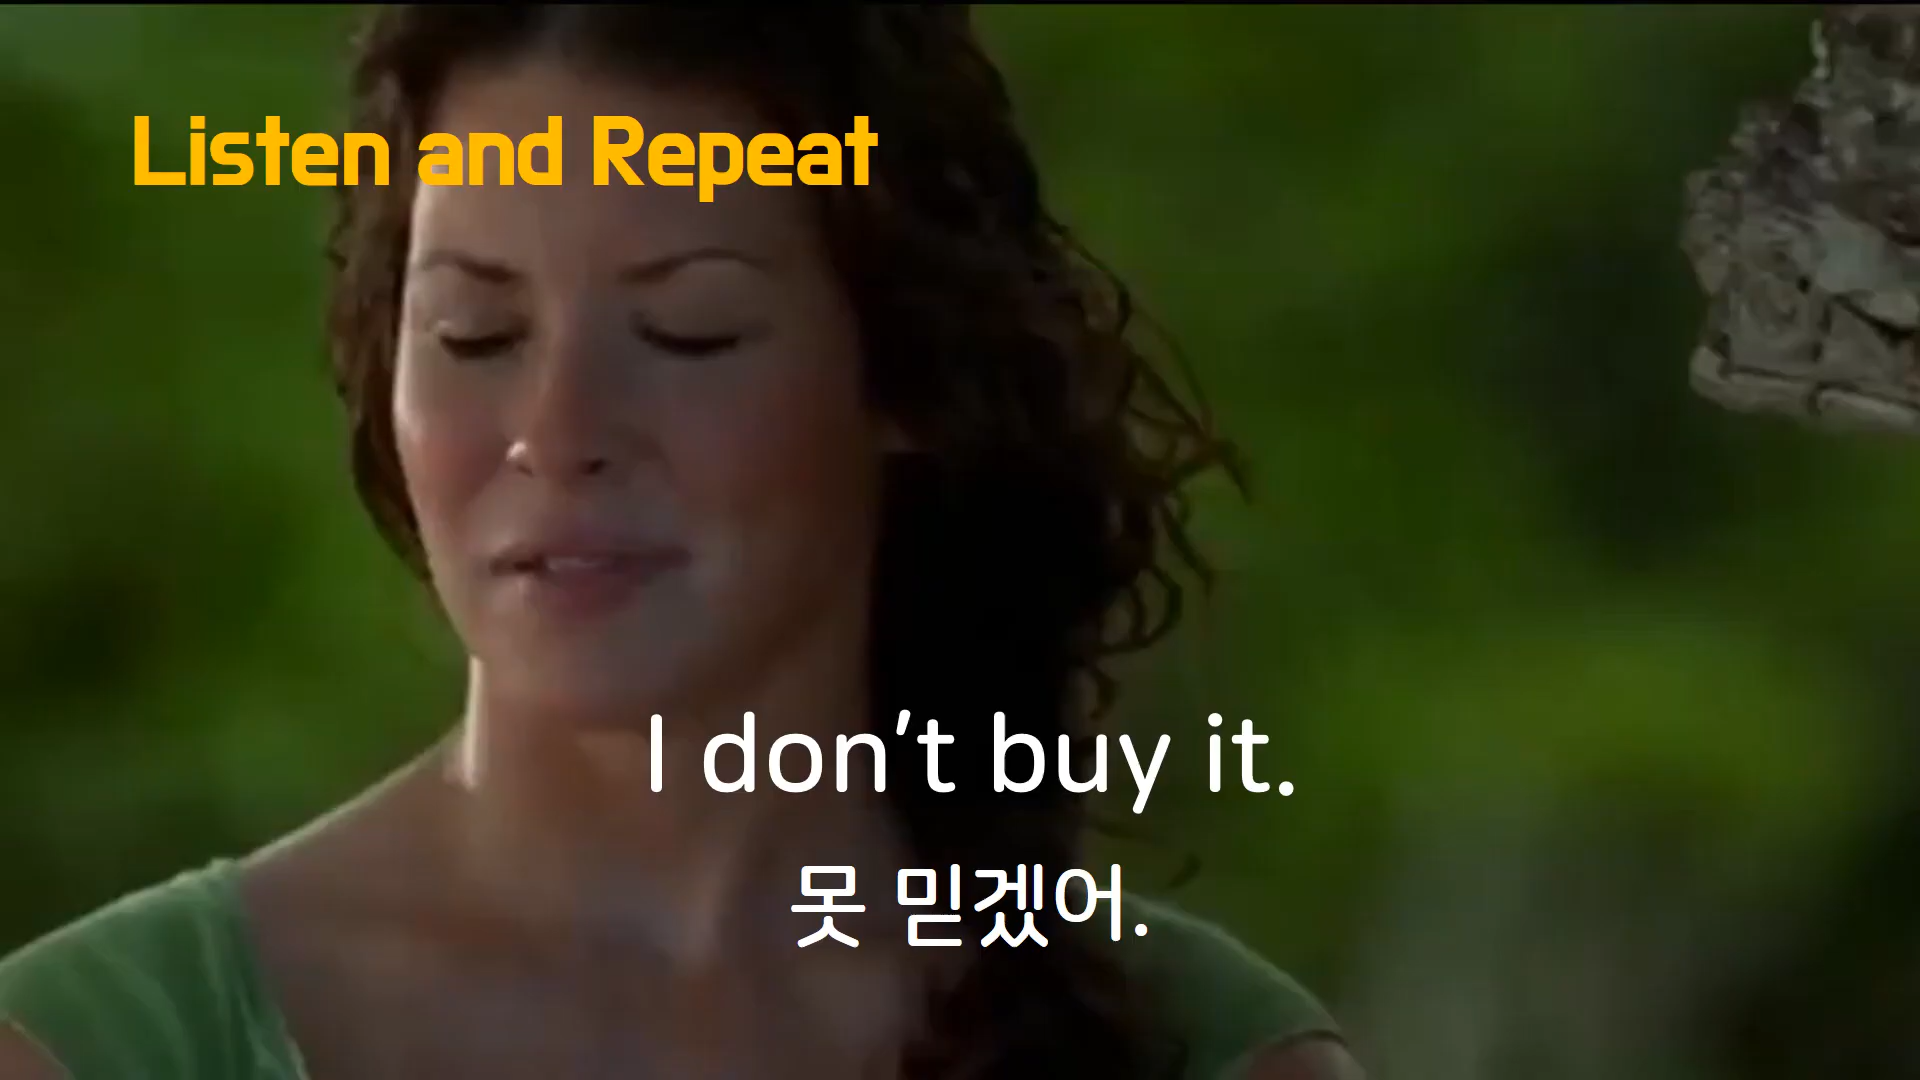 Listen and Repeat
I don't buy it.
못 믿겠어.